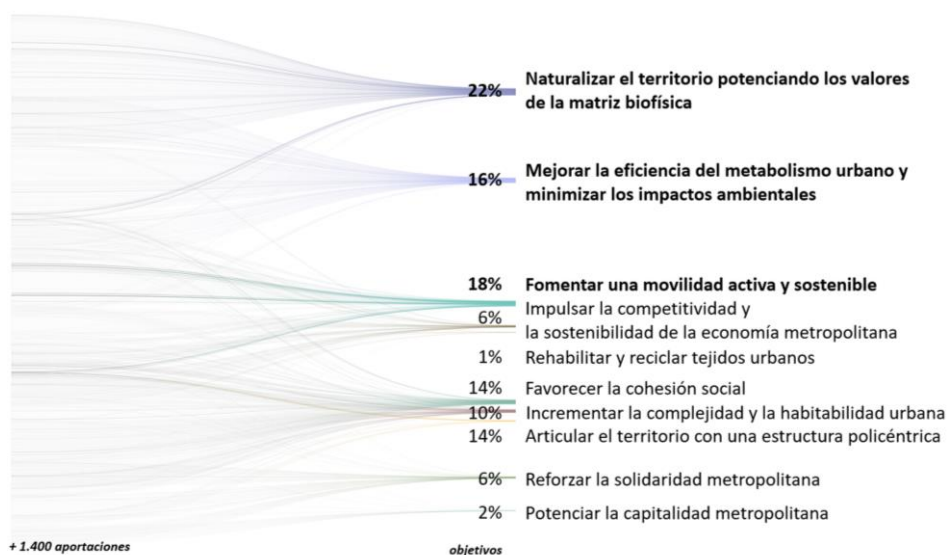 22% Naturalizar el territorio potenciando los valores
de la matriz biofísica
16% Mejorar la eficiencia del metabolismo urbano y
minimizar los impactos ambientales
18% Fomentar una movilidad activa y sostenible
6% Impulsar la competitividad y
la sostenibilidad de la economía metropolitana
1% Rehabilitar y reciclar tejidos urbanos
14% Favorecer la cohesión social
10% Incrementar la complejidad y la habitabilidad urbana
14% Articular el territorio con una estructura policéntrica
6% Reforzar la solidaridad metropolitana
2% Potenciar la capitalidad metropolitana
+ 1.400 aportaciones
objetivos